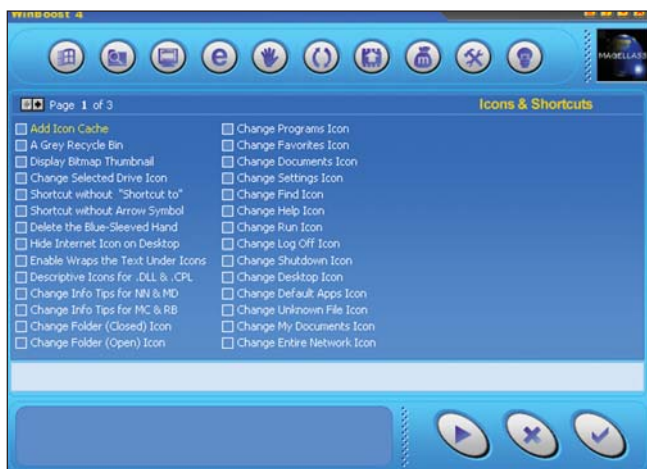 WinBoost 4
e
m
MAGELLASS
Page 1 of 3
Icons & Shortcuts
Add Icon Cache
A Grey Recycle Bin
Display Bitmap Thumbnail
Change Selected Drive Icon
Shortcut without "Shortcut to"
Shortcut without Arrow Symbol
Delete the Blue-Sleeved Hand
Hide Internet Icon on Desktop
Enable Wraps the Text Under Icons
Descriptive Icons for .DLL & .CPL
Change Info Tips for NN & MD
Change Info Tips for MC & RB
Change Folder (Closed) Icon
Change Folder (Open) Icon
Change Programs Icon
Change Favorites Icon
Change Documents Icon
Change Settings Icon
Change Find Icon
Change Help Icon
Change Run Icon
Change Log Off Icon
Change Shutdown Icon
Change Desktop Icon
Change Default Apps Icon
Change Unknown File Icon
Change My Documents Icon
Change Entire Network Icon